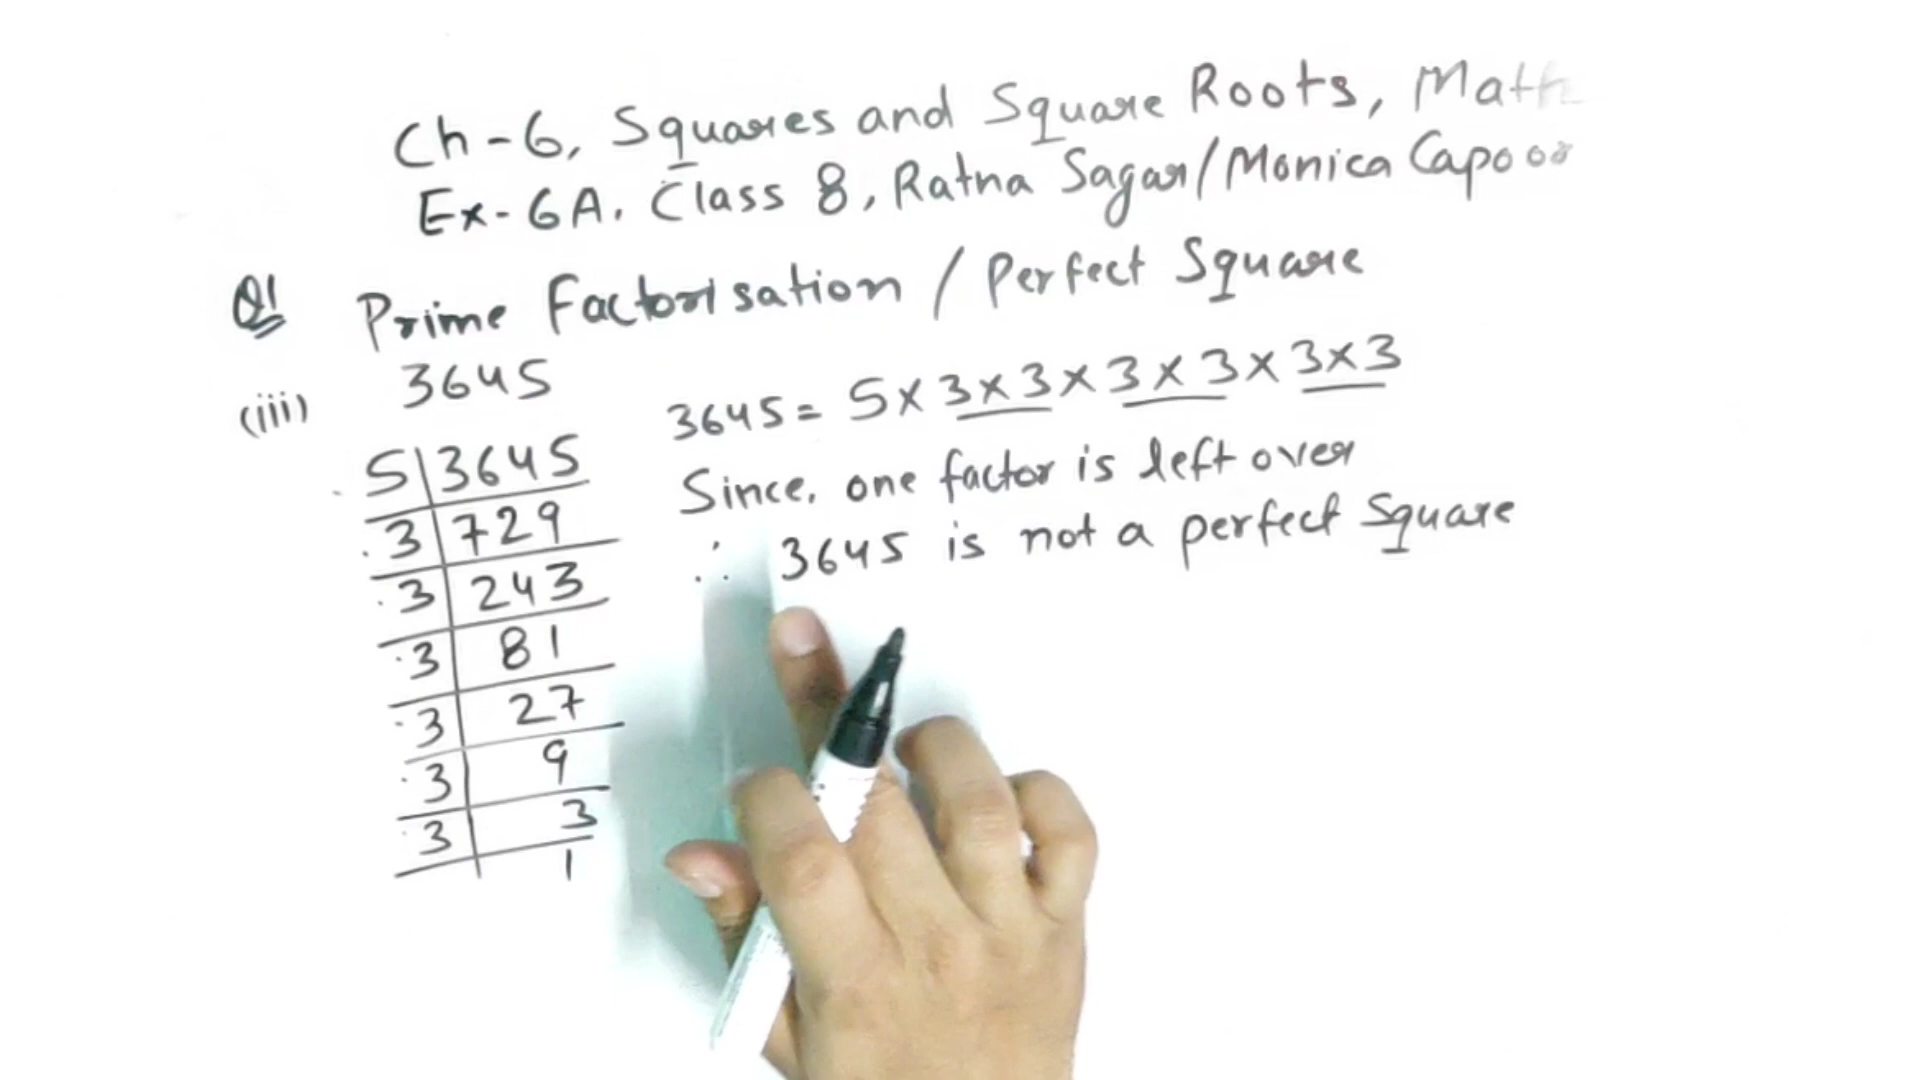 Ch-6, Squares and Square Roots, Math
Ex-6A. Class 8, Ratna Sagar/Monica Capoor
Q1 Prime Factorisation / Perfect Square
(iii) 3645
3645 = 5 × 3 × 3 × 3 × 3 × 3 × 3
Since, one factor is left over
∴ 3645 is not a perfect Square
5 | 3645
3 | 729
3 | 243
3 | 81
3 | 27
3 | 9
3 | 3
1